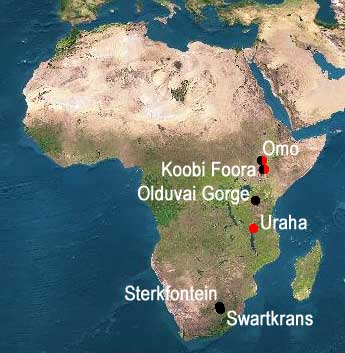 Omo
Koobi Foora
Olduvai Gorge
Uraha
Sterkfontein
Swartkrans